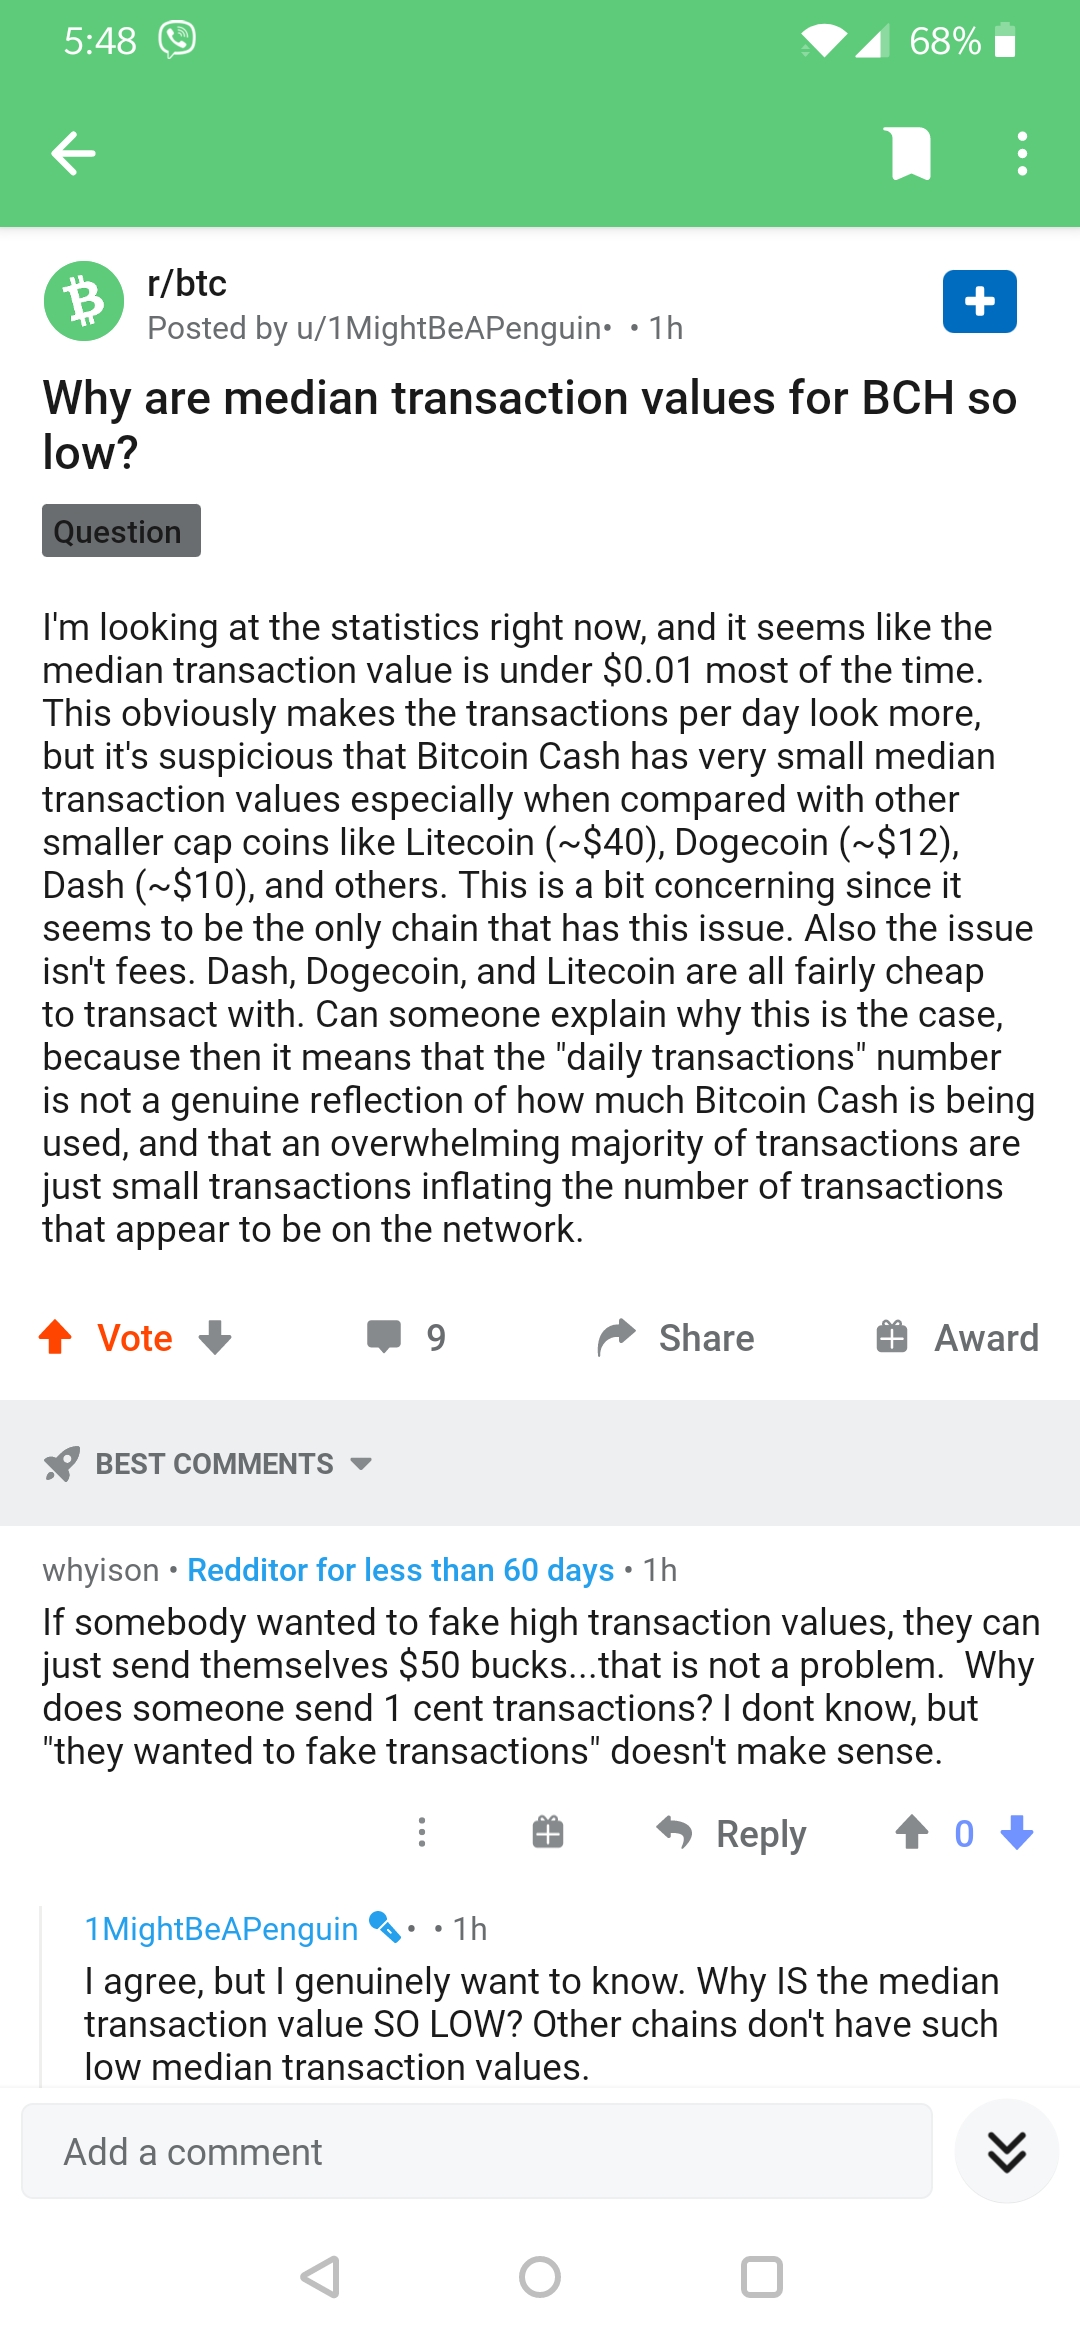 5:48
68%
r/btc
Posted by u/1MightBeAPenguin• • 1h
Why are median transaction values for BCH so
low?
Question
I'm looking at the statistics right now, and it seems like the
median transaction value is under $0.01 most of the time.
This obviously makes the transactions per day look more,
but it's suspicious that Bitcoin Cash has very small median
transaction values especially when compared with other
smaller cap coins like Litecoin (~$40), Dogecoin (~$12),
Dash (~$10), and others. This is a bit concerning since it
seems to be the only chain that has this issue. Also the issue
isn't fees. Dash, Dogecoin, and Litecoin are all fairly cheap
to transact with. Can someone explain why this is the case,
because then it means that the "daily transactions" number
is not a genuine reflection of how much Bitcoin Cash is being
used, and that an overwhelming majority of transactions are
just small transactions inflating the number of transactions
that appear to be on the network.
Vote 9 Share Award
BEST COMMENTS
whyison • Redditor for less than 60 days • 1h
If somebody wanted to fake high transaction values, they can
just send themselves $50 bucks...that is not a problem.  Why
does someone send 1 cent transactions? I dont know, but
"they wanted to fake transactions" doesn't make sense.
Reply 0
1MightBeAPenguin • • 1h
I agree, but I genuinely want to know. Why IS the median
transaction value SO LOW? Other chains don't have such
low median transaction values.
Add a comment